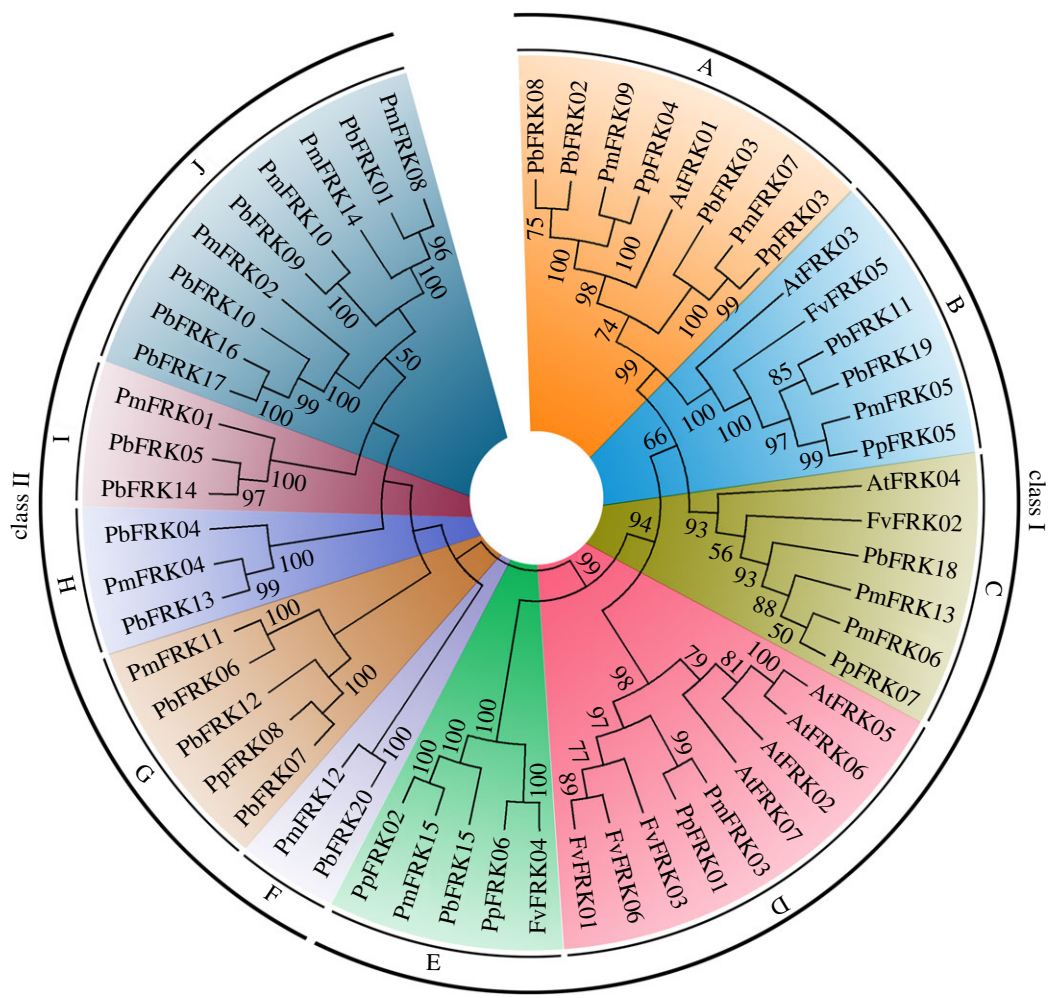 A
PbFRK08
PbFRK02
PmFRK09
PpFRK04
AtFRK01
PbFRK03
PmFRK07
PpFRK03
75
100
100
98
74
100
99
99
B
AtFRK03
FvFRK05
PbFRK11
PbFRK19
PmFRK05
PpFRK05
85
100
100
97
99
66
class I
C
AtFRK04
FvFRK02
PbFRK18
PmFRK13
PmFRK06
PpFRK07
93
56
93
88
50
94
D
AtFRK05
AtFRK06
AtFRK02
AtFRK07
PmFRK03
PpFRK01
FvFRK03
FvFRK06
FvFRK01
100
81
79
98
97
99
77
89
99
E
FvFRK04
PpFRK06
PbFRK15
PmFRK15
PpFRK02
100
100
100
100
F
PbFRK20
PmFRK12
100
G
PbFRK07
PpFRK08
PbFRK12
PbFRK06
PmFRK11
100
100
H
PbFRK13
PmFRK04
PbFRK04
99
100
class II
I
PbFRK14
PbFRK05
PmFRK01
97
100
J
PbFRK17
PbFRK16
PbFRK10
PmFRK02
PbFRK09
PmFRK10
PmFRK14
PbFRK01
PmFRK08
100
99
100
100
50
100
96